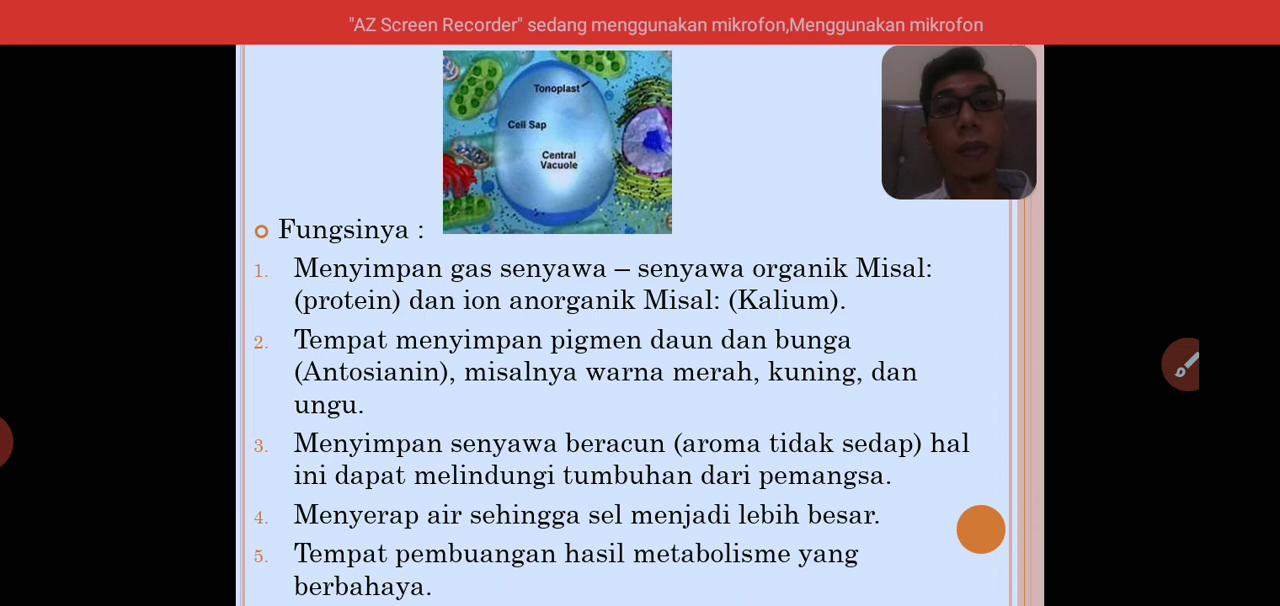 "AZ Screen Recorder" sedang menggunakan mikrofon,Menggunakan mikrofon
Tonoplast
Cell Sap
Central
Vacuole
Fungsinya :
1. Menyimpan gas senyawa – senyawa organik Misal:
(protein) dan ion anorganik Misal: (Kalium).
2. Tempat menyimpan pigmen daun dan bunga
(Antosianin), misalnya warna merah, kuning, dan
ungu.
3. Menyimpan senyawa beracun (aroma tidak sedap) hal
ini dapat melindungi tumbuhan dari pemangsa.
4. Menyerap air sehingga sel menjadi lebih besar.
5. Tempat pembuangan hasil metabolisme yang
berbahaya.